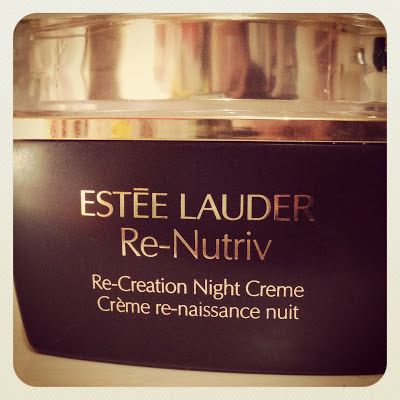 ESTĒE LAUDER
Re-Nutriv
Re-Creation Night Creme
Crème re-naissance nuit